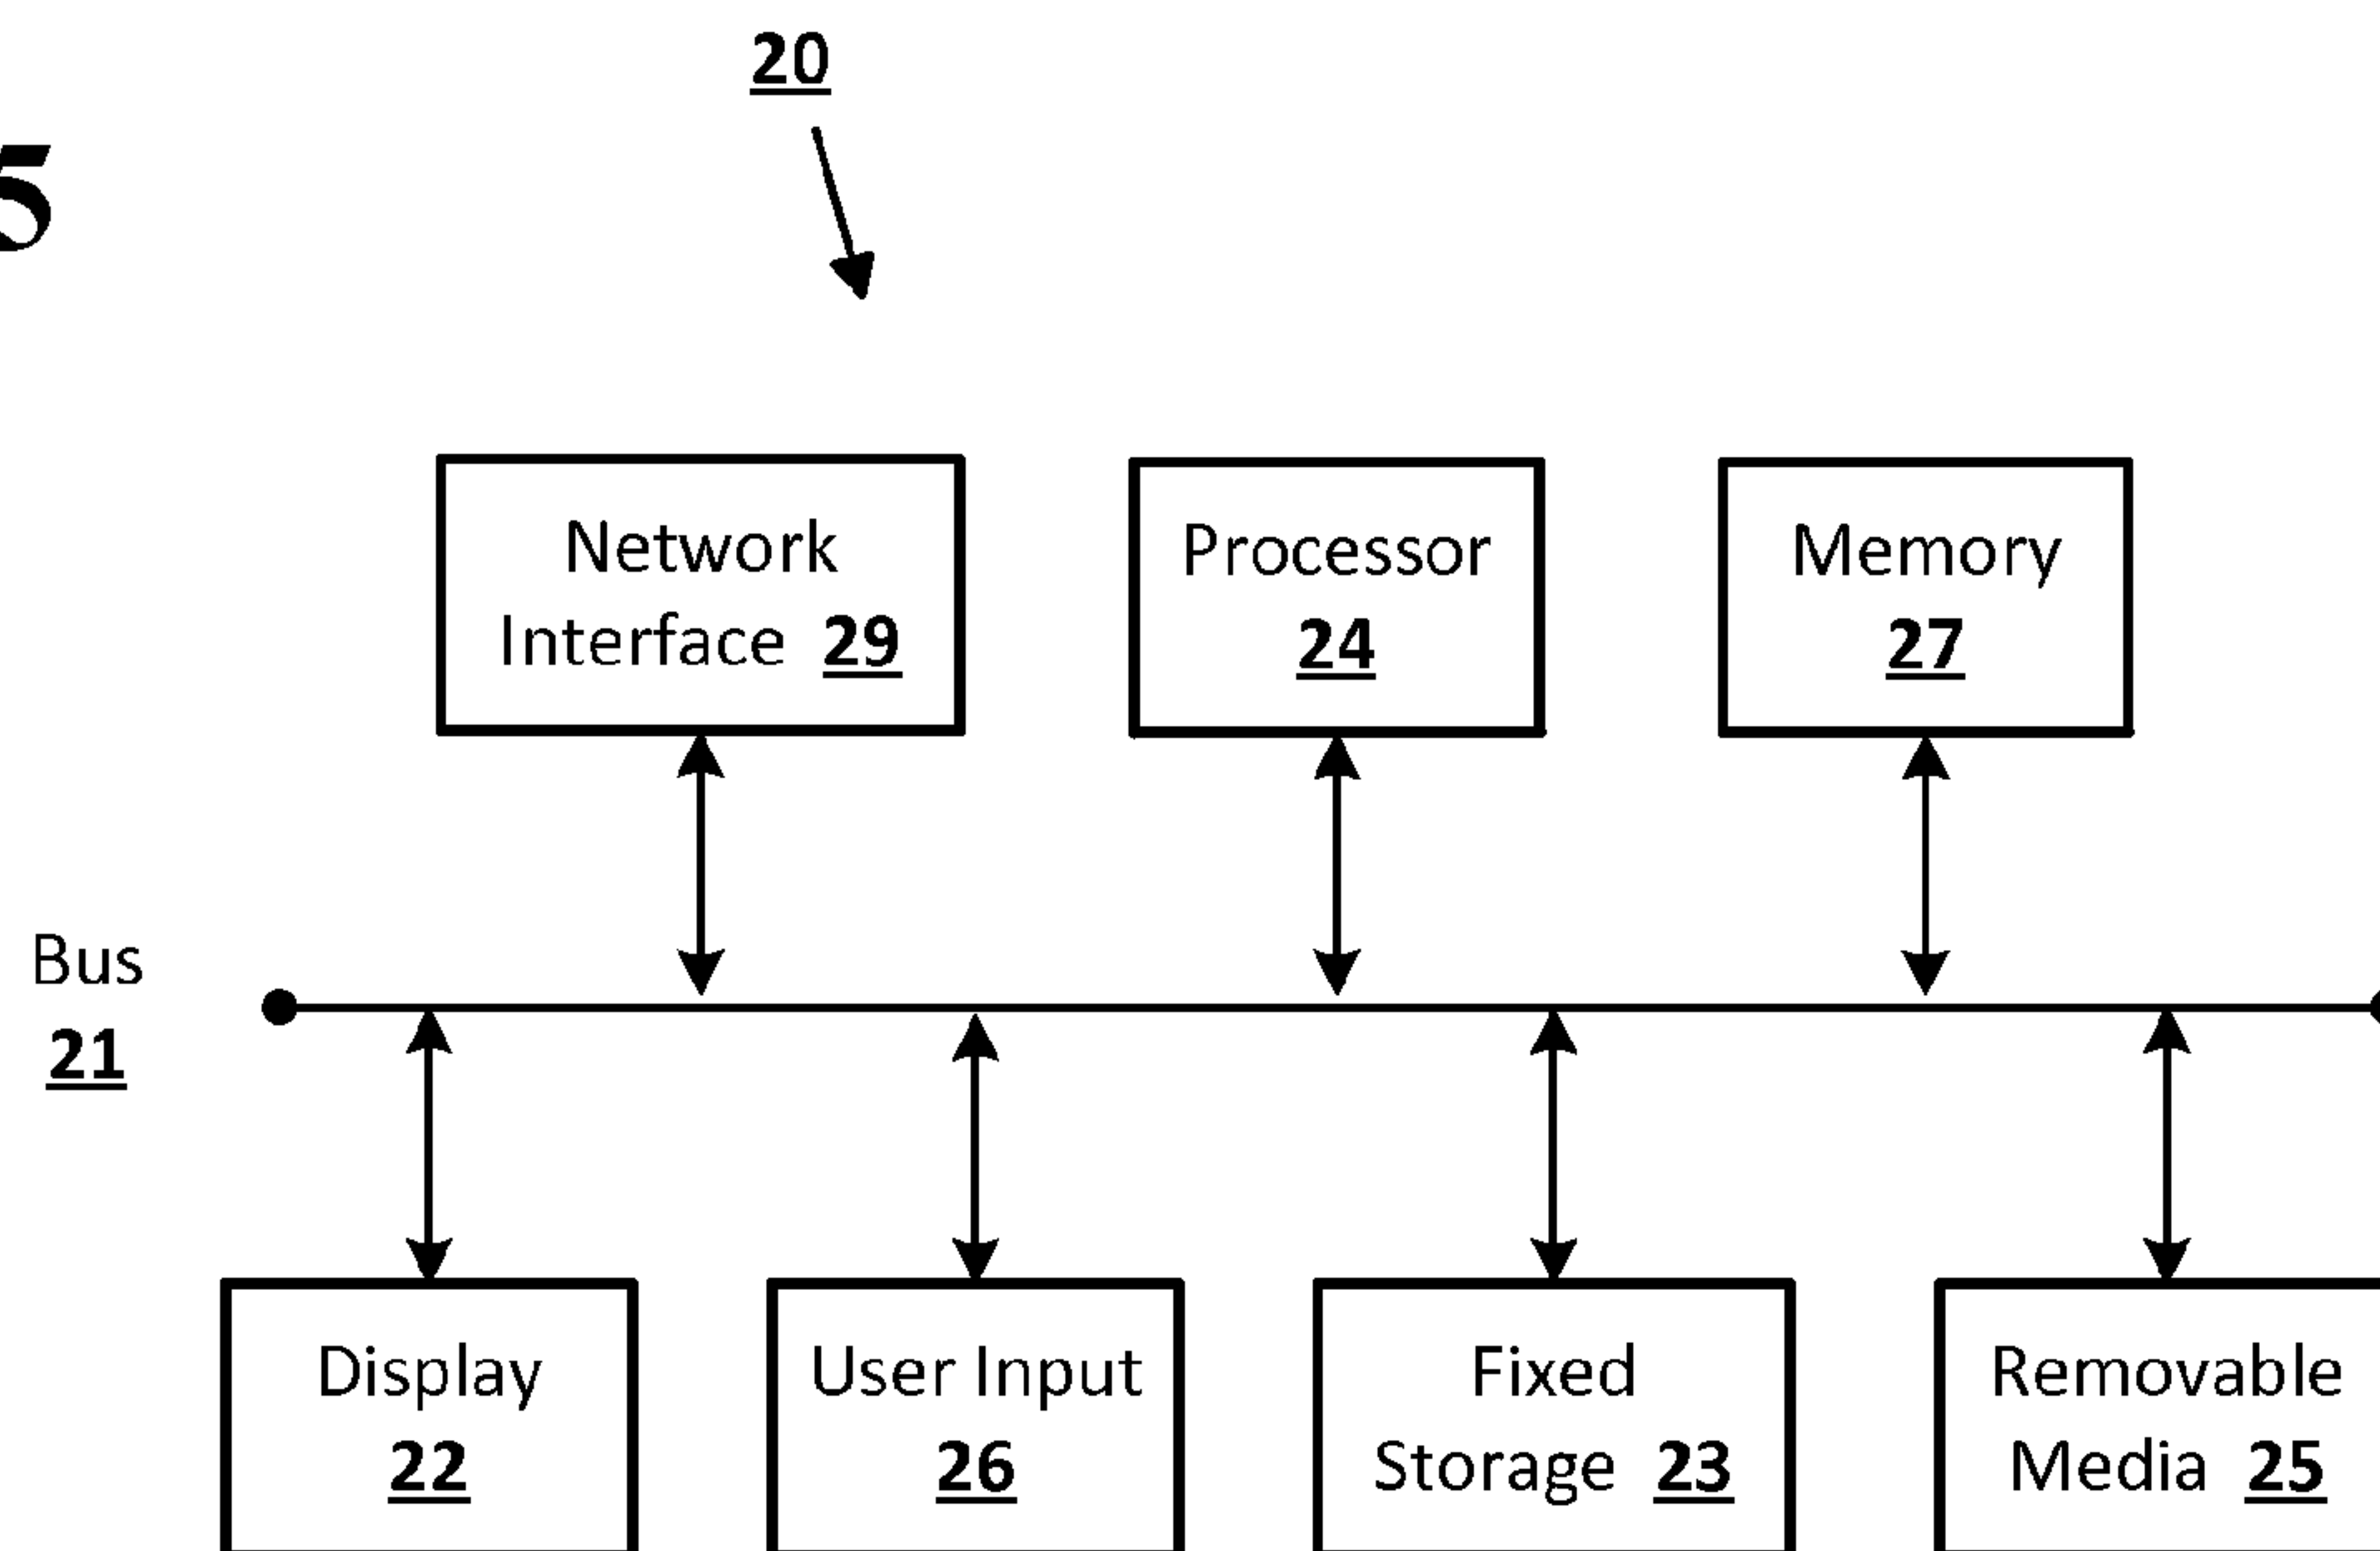 20
5
Network
Interface 29
Processor
24
Memory
27
Bus
21
Display
22
User Input
26
Fixed
Storage 23
Removable
Media 25